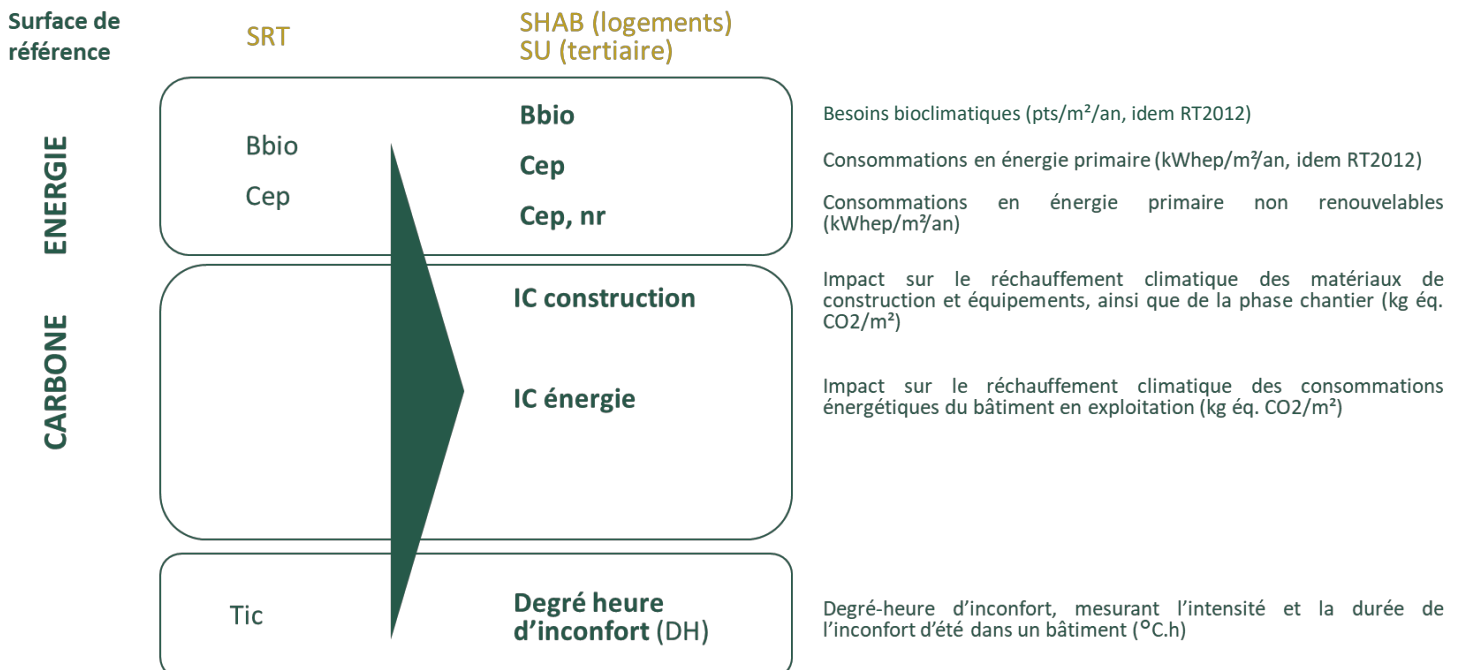 Surface de
référence
SRT
SHAB (logements)
SU (tertiaire)
ENERGIE
Bbio
Cep
Bbio
Cep
Cep, nr
Besoins bioclimatiques (pts/m²/an, idem RT2012)
Consommations en énergie primaire (kWhep/m²/an, idem RT2012)
Consommations en énergie primaire non renouvelables
(kWhep/m²/an)
CARBONE
IC construction
Impact sur le réchauffement climatique des matériaux de
construction et équipements, ainsi que de la phase chantier (kg éq.
CO2/m²)
IC énergie
Impact sur le réchauffement climatique des consommations
énergétiques du bâtiment en exploitation (kg éq. CO2/m²)
Tic
Degré heure
d’inconfort (DH)
Degré-heure d’inconfort, mesurant l’intensité et la durée de
l’inconfort d’été dans un bâtiment (°C.h)